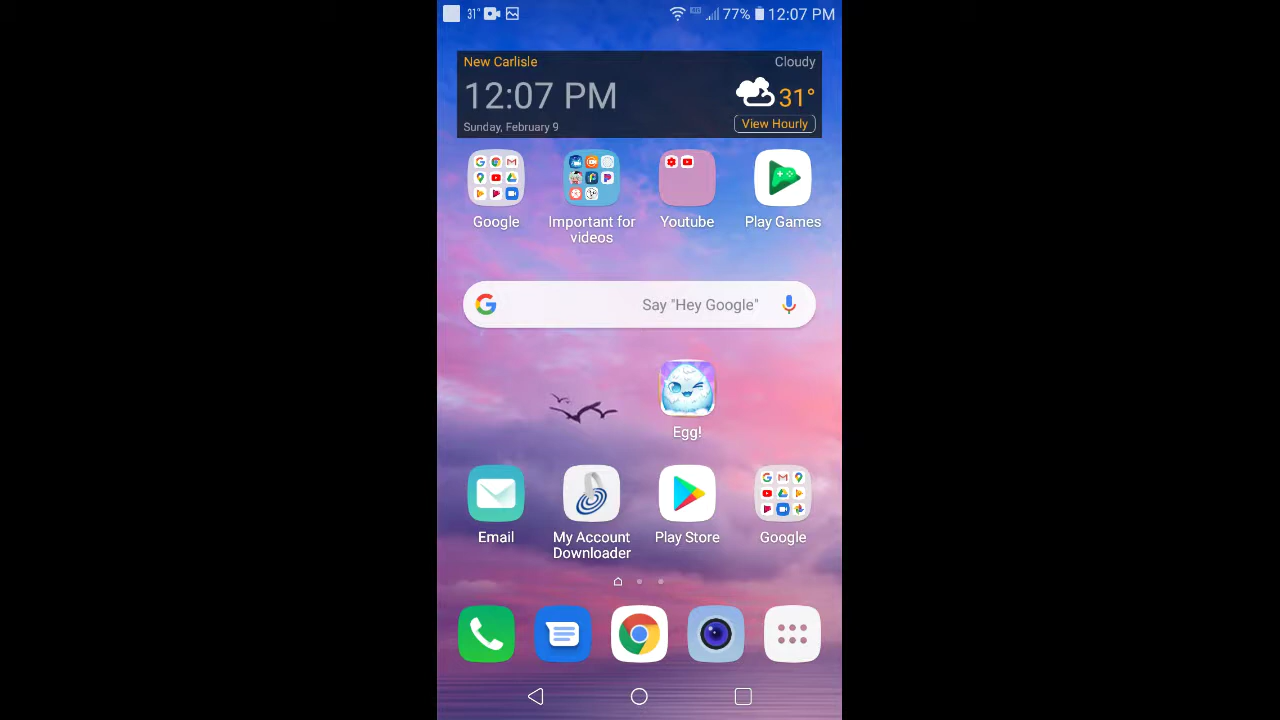 31° 77% 12:07 PM
New Carlisle Cloudy
12:07 PM 31°
Sunday, February 9 View Hourly
Google Important for videos Youtube Play Games
Say "Hey Google"
Egg!
Email My Account Downloader Play Store Google